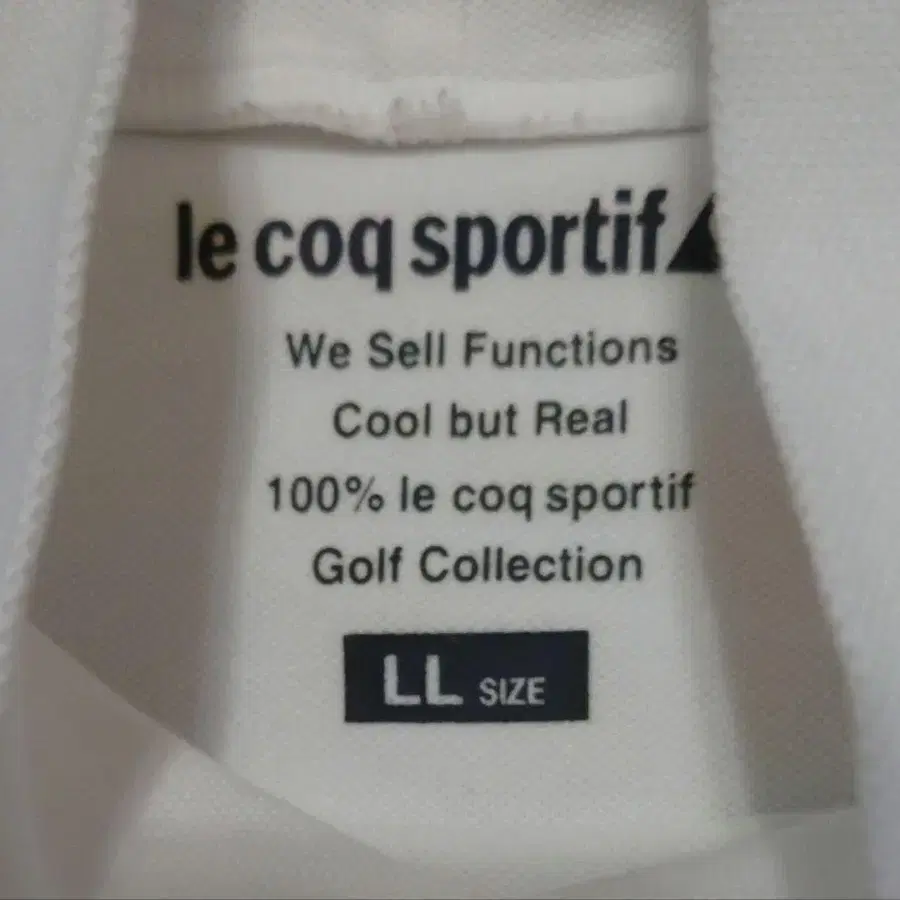 le coq sportif
We Sell Functions
Cool but Real
100% le coq sportif
Golf Collection
LL SIZE